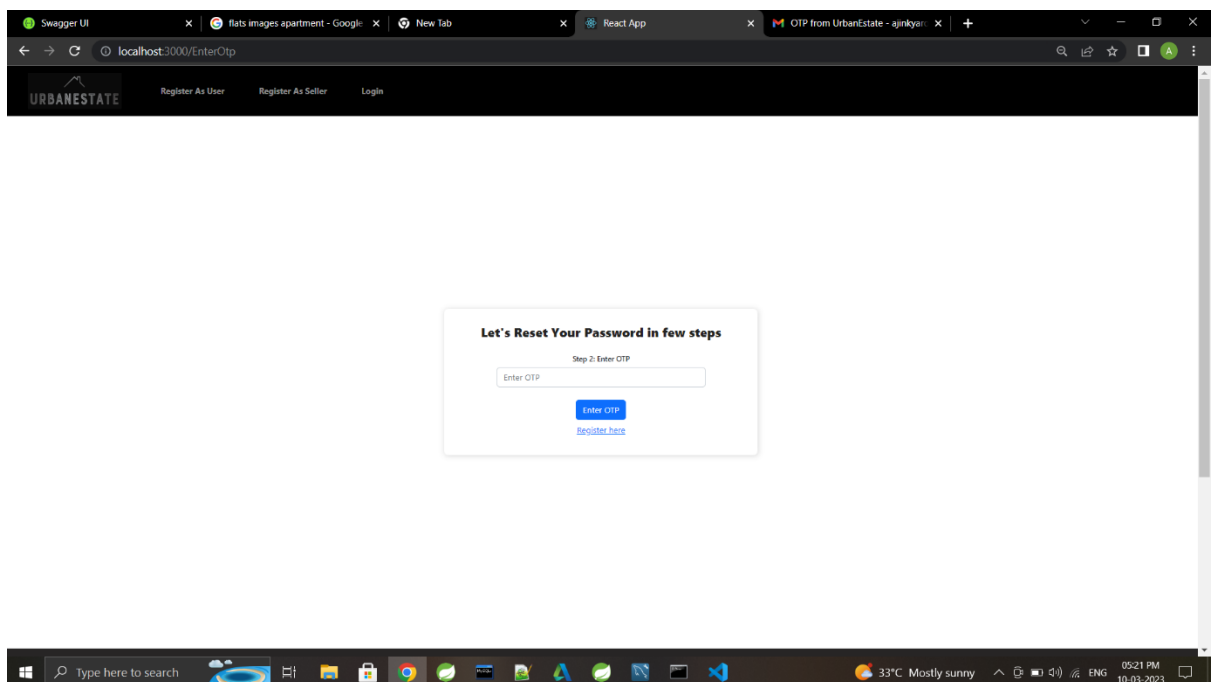 Swagger UI
flats images apartment - Google
New Tab
React App
OTP from UrbanEstate - ajinkyar
localhost:3000/EnterOtp
A
URBANESTATE
Register As User
Register As Seller
Login
Let's Reset Your Password in few steps
Step 2: Enter OTP
Enter OTP
Enter OTP
Register here
Type here to search
33°C Mostly sunny
ENG
05:21 PM
10-03-2023